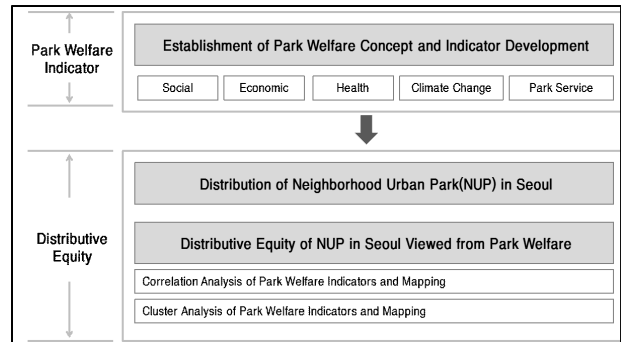 Park Welfare
Indicator
Establishment of Park Welfare Concept and Indicator Development
Social
Economic
Health
Climate Change
Park Service
Distributive
Equity
Distribution of Neighborhood Urban Park(NUP) in Seoul
Distributive Equity of NUP in Seoul Viewed from Park Welfare
Correlation Analysis of Park Welfare Indicators and Mapping
Cluster Analysis of Park Welfare Indicators and Mapping